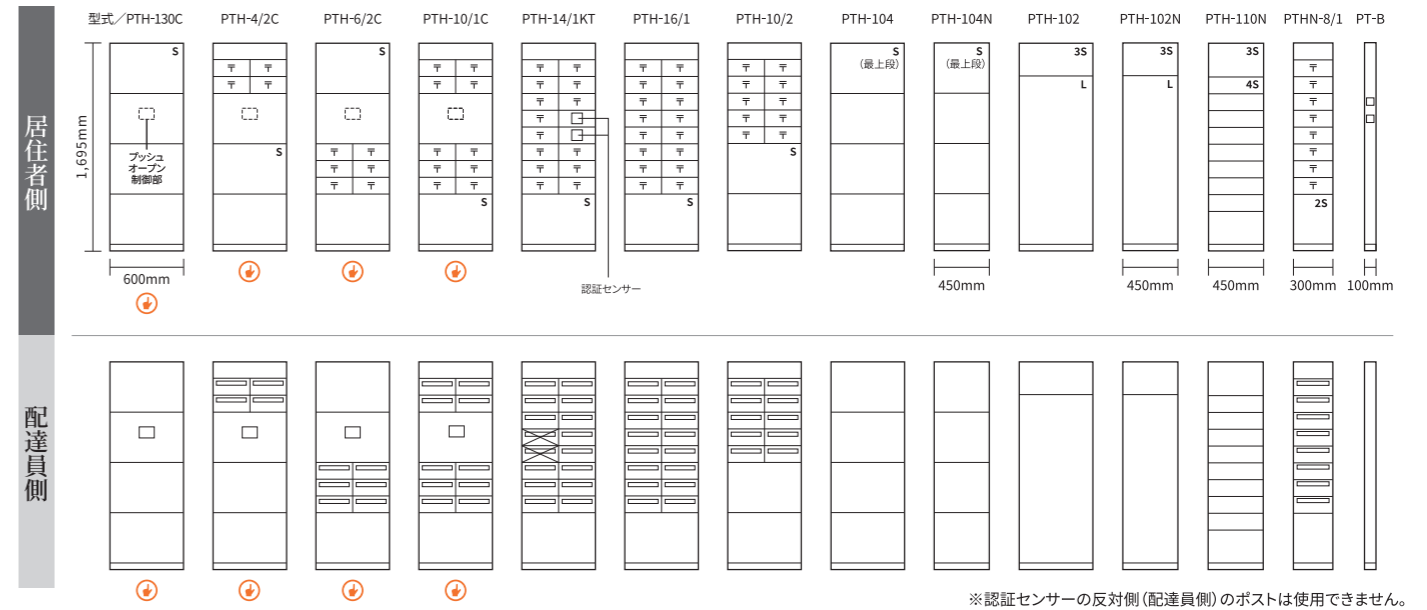 型式／PTH-130C PTH-4/2C PTH-6/2C PTH-10/1C PTH-14/1KT PTH-16/1 PTH-10/2 PTH-104 PTH-104N PTH-102 PTH-102N PTH-110N PTHN-8/1 PT-B
居住者側
1,695mm
S S S S 3S 3S 3S
（最上段） （最上段）
〒 〒 〒 〒 〒 〒 〒 〒 〒 〒 〒
〒 〒 〒 〒 〒 〒 〒 〒 〒 〒 L L 4S 〒
〒 〒 〒 〒 〒 〒 〒
〒 〒 〒 〒 〒 〒
〒 〒 〒 〒 〒 〒
プッシュ
オープン
制御部
S 〒 〒 〒 〒 〒 〒 〒 〒 S 〒
〒 〒 〒 〒 〒 〒 〒 〒 〒
〒 〒 〒 〒 〒 〒 〒 〒 〒
S S S 2S
600mm
認証センサー
450mm 450mm 450mm 300mm 100mm
配達員側
※認証センサーの反対側（配達員側）のポストは使用できません。